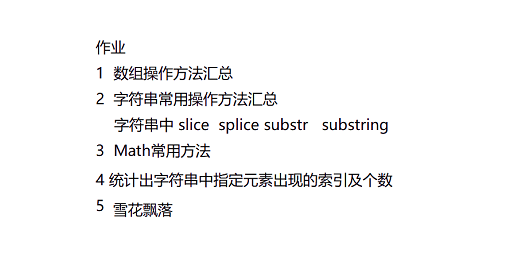 作业
1 数组操作方法汇总
2 字符串常用操作方法汇总
字符串中 slice splice substr substring
3 Math常用方法
4 统计出字符串中指定元素出现的索引及个数
5 雪花飘落